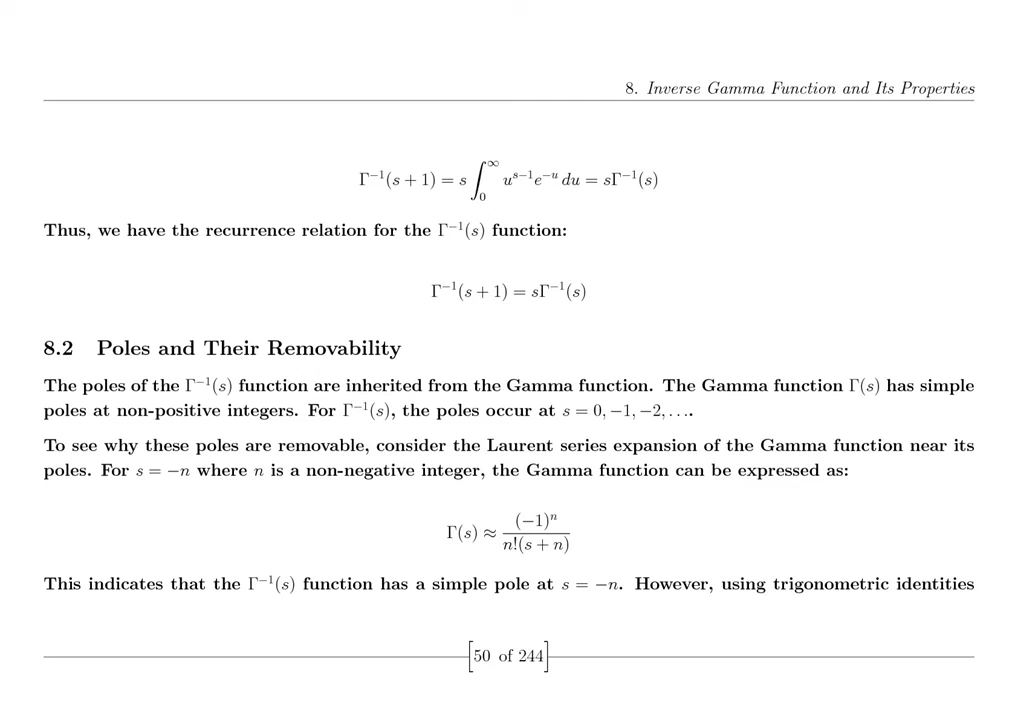 8. Inverse Gamma Function and Its Properties
Γ⁻¹(s + 1) = s ∫₀^∞ u^{s−1}e^{−u} du = sΓ⁻¹(s)
Thus, we have the recurrence relation for the Γ⁻¹(s) function:
Γ⁻¹(s + 1) = sΓ⁻¹(s)
8.2 Poles and Their Removability
The poles of the Γ⁻¹(s) function are inherited from the Gamma function. The Gamma function Γ(s) has simple
poles at non-positive integers. For Γ⁻¹(s), the poles occur at s = 0, −1, −2, . . ..
To see why these poles are removable, consider the Laurent series expansion of the Gamma function near its
poles. For s = −n where n is a non-negative integer, the Gamma function can be expressed as:
Γ(s) ≈ (−1)ⁿ / n!(s + n)
This indicates that the Γ⁻¹(s) function has a simple pole at s = −n. However, using trigonometric identities
[50 of 244]